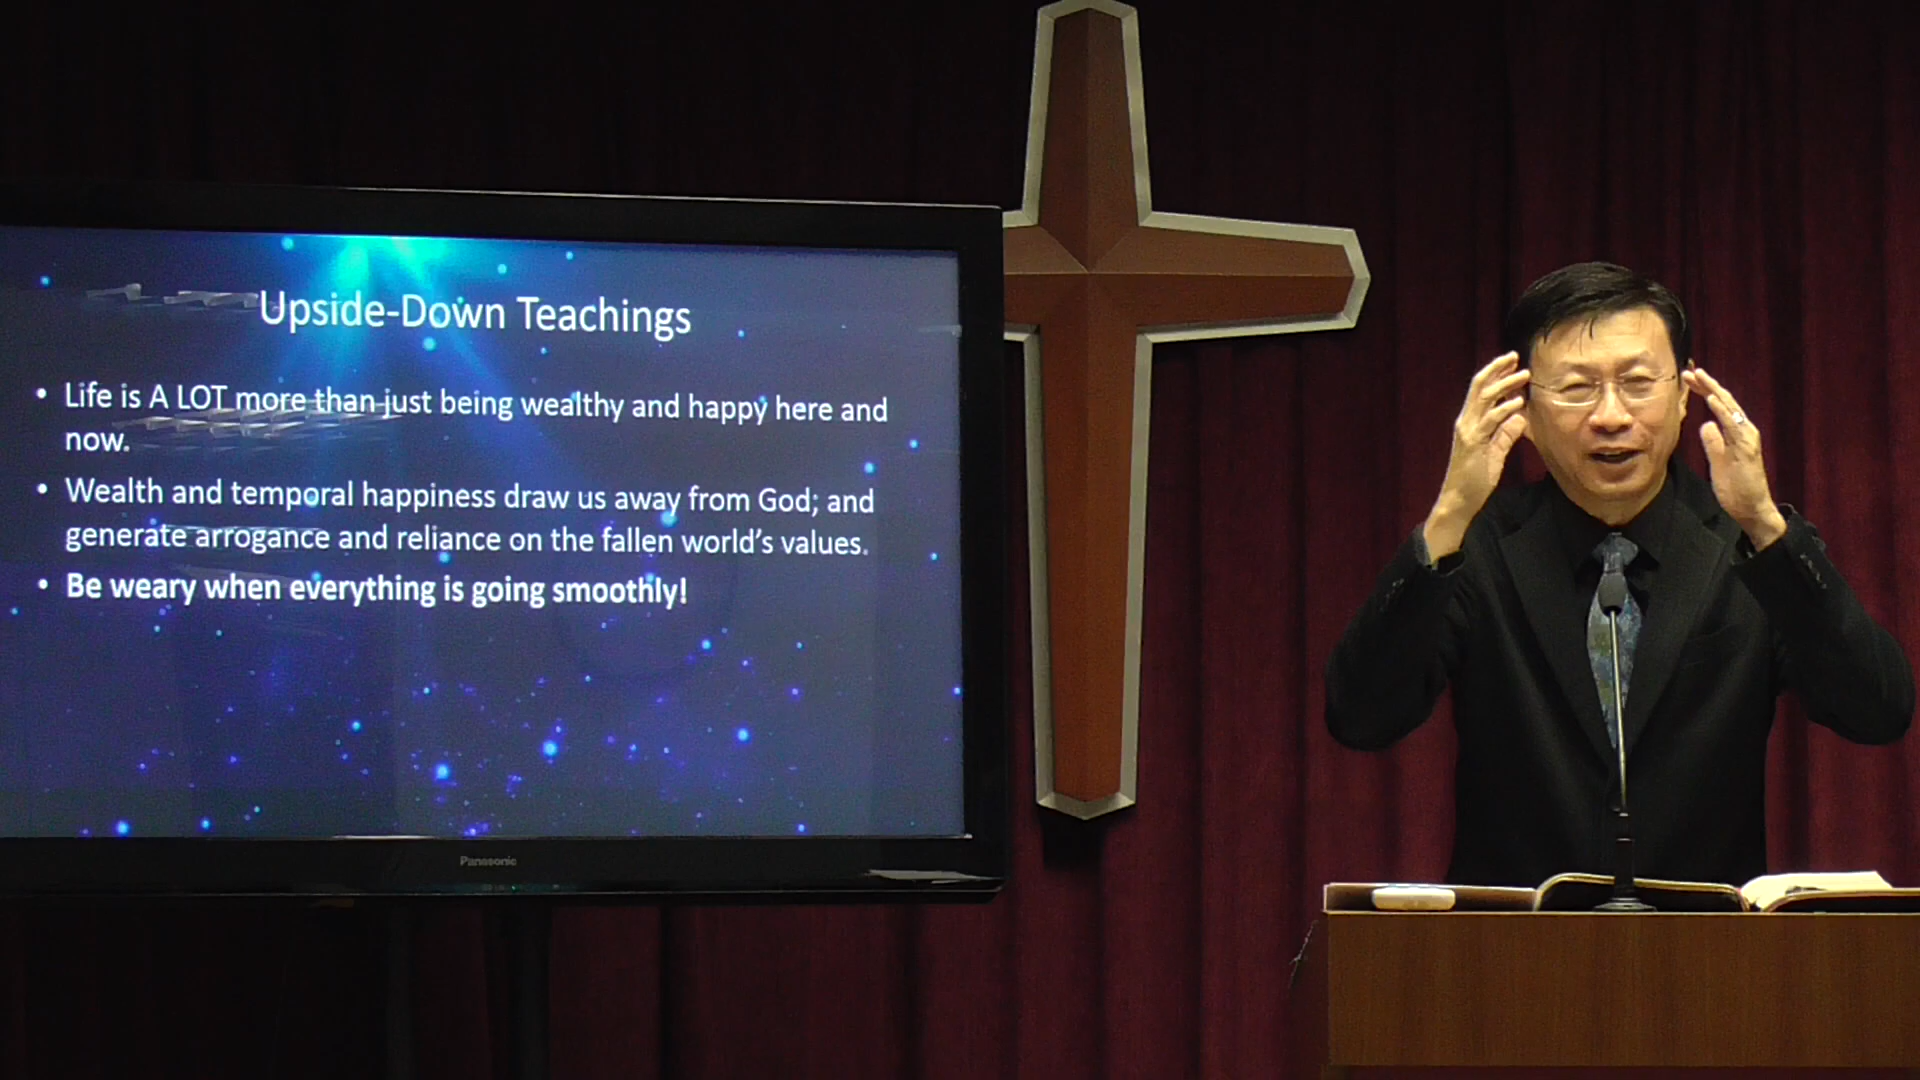 Upside-Down Teachings
• Life is A LOT more than just being wealthy and happy here and
now.
• Wealth and temporal happiness draw us away from God; and
generate arrogance and reliance on the fallen world's values.
• Be weary when everything is going smoothly!
Panasonic